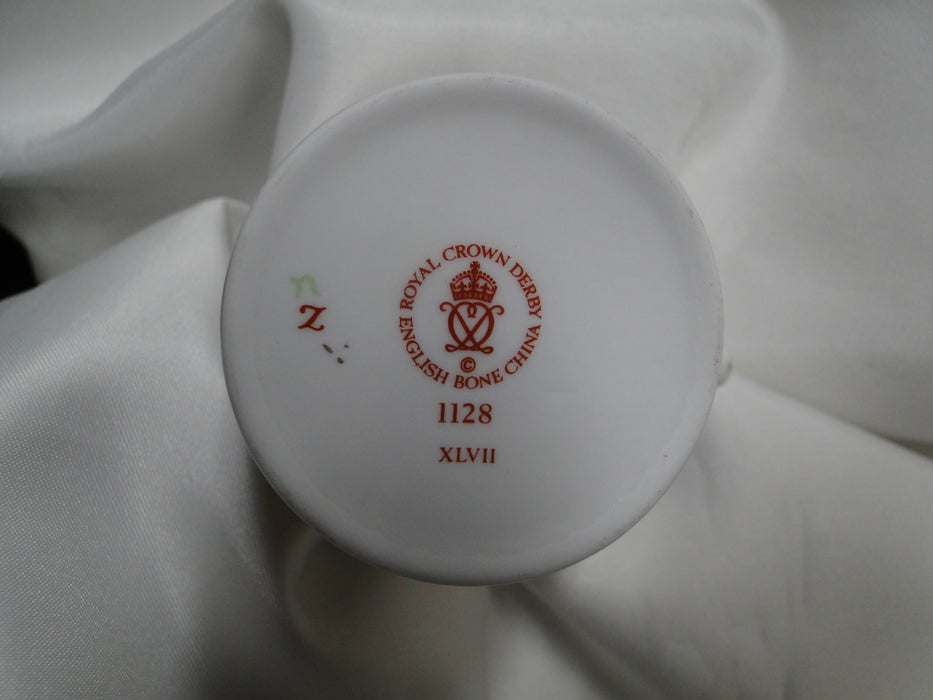 ROYAL CROWN DERBY
ENGLISH BONE CHINA
©
1128
XLVII
n
Z